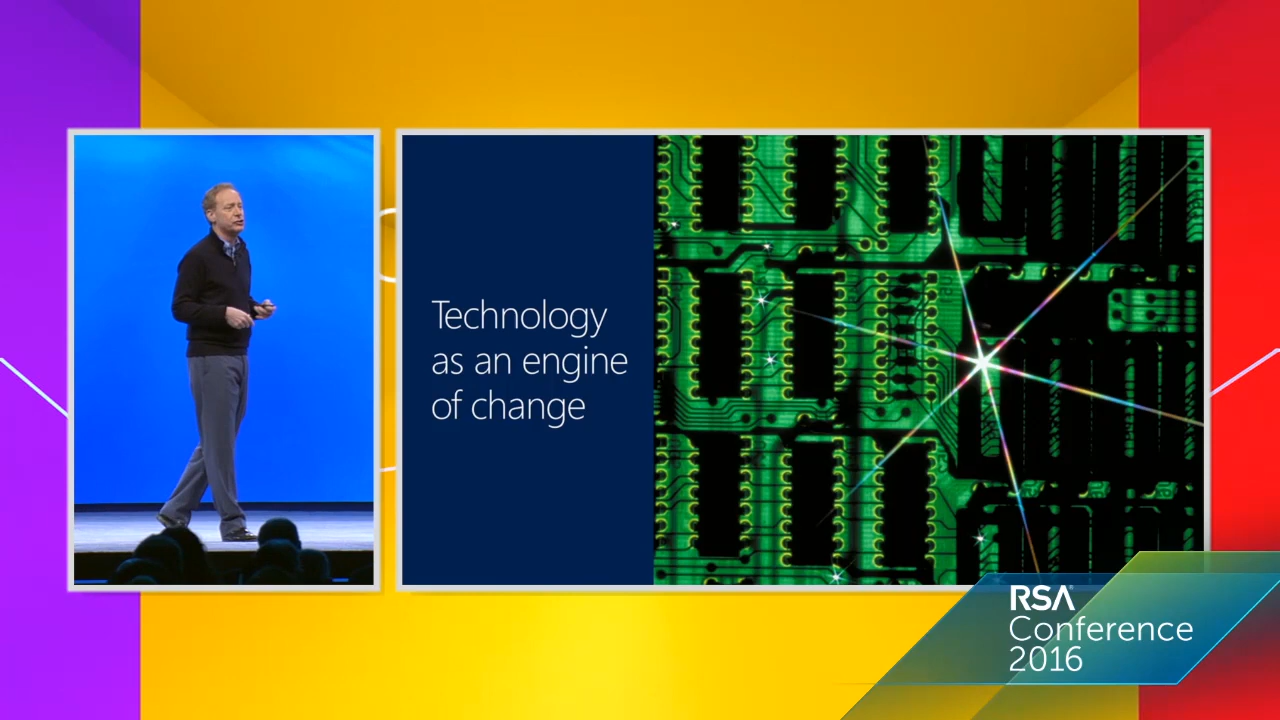 Technology
as an engine
of change
RSA
Conference
2016